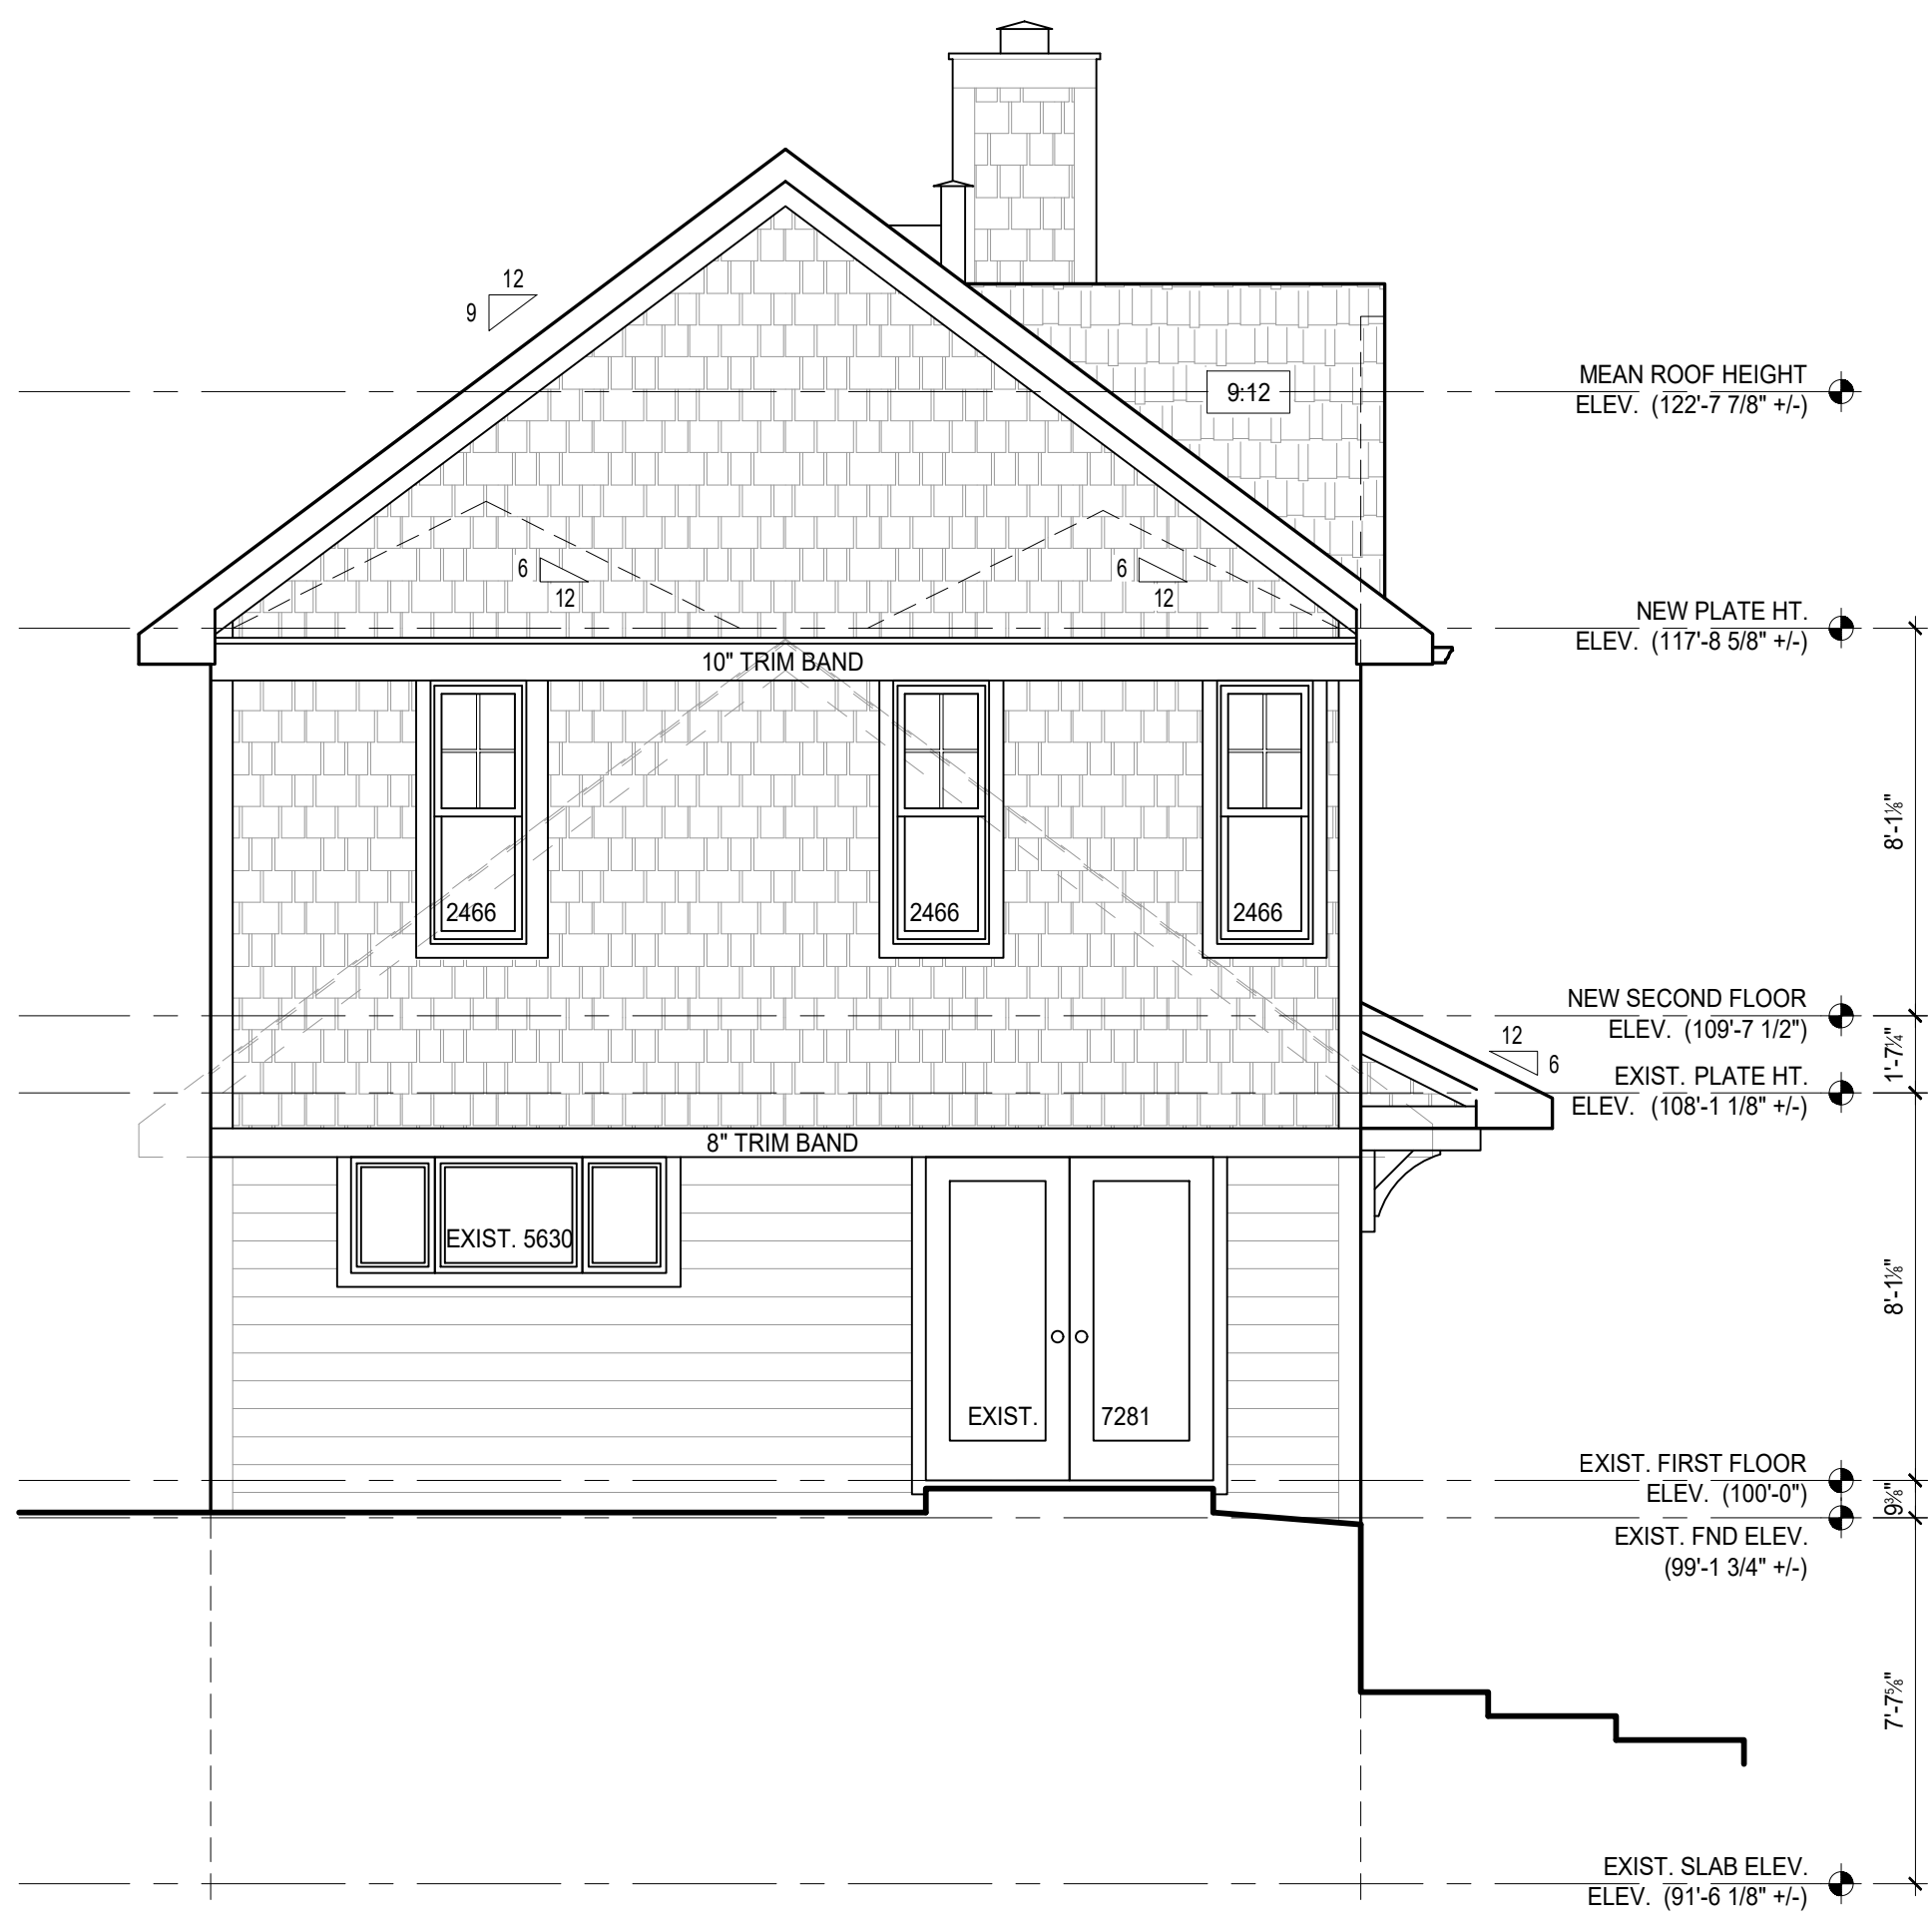 12
9
MEAN ROOF HEIGHT
ELEV. (122'-7 7/8" +/-)
9:12
6
12
6
12
NEW PLATE HT.
ELEV. (117'-8 5/8" +/-)
10" TRIM BAND
8'-1⅛"
2466
2466
2466
NEW SECOND FLOOR
ELEV. (109'-7 1/2")
12
6
1'-7¼"
EXIST. PLATE HT.
ELEV. (108'-1 1/8" +/-)
8" TRIM BAND
EXIST. 5630
8'-1⅛"
EXIST.
7281
EXIST. FIRST FLOOR
ELEV. (100'-0")
9⅜"
EXIST. FND ELEV.
(99'-1 3/4" +/-)
7'-7⅝"
EXIST. SLAB ELEV.
ELEV. (91'-6 1/8" +/-)